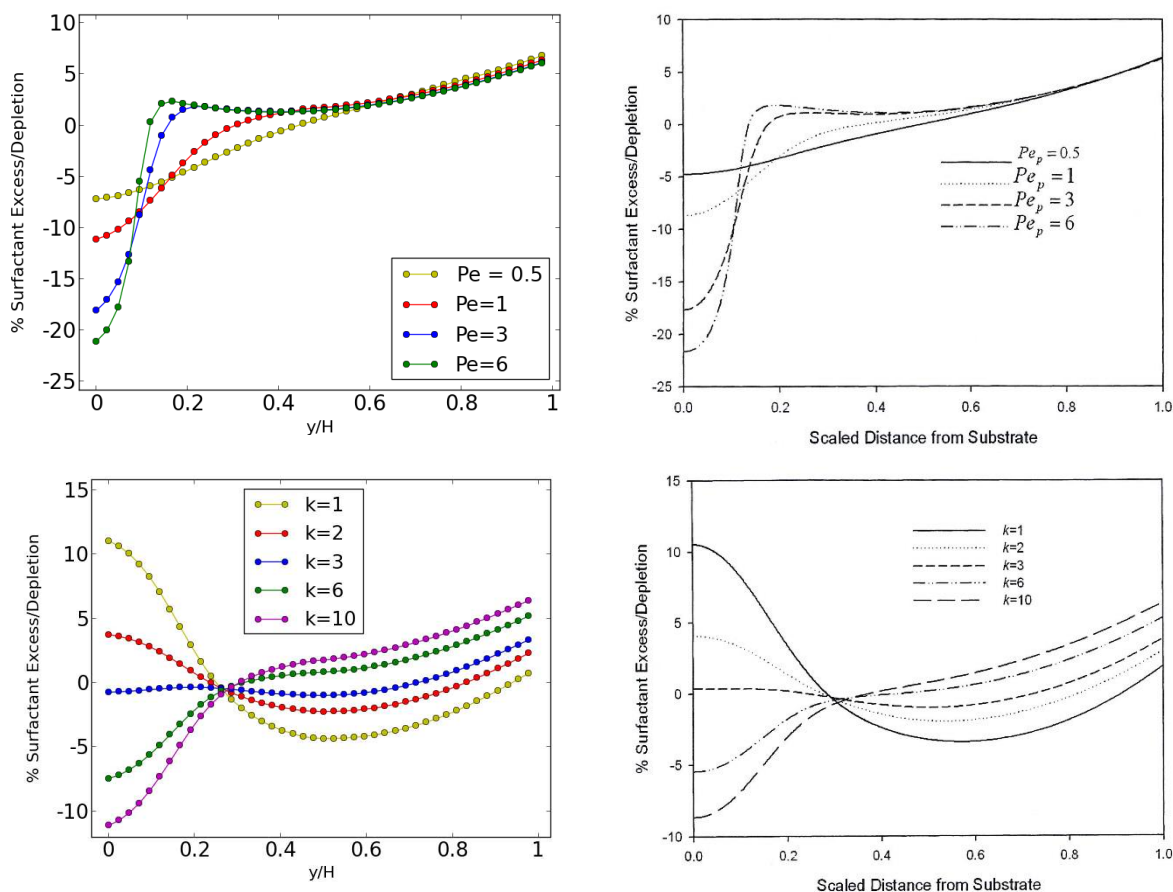 % Surfactant Excess/Depletion
10
5
0
-5
-10
-15
-20
-25
0
0.2
0.4
0.6
0.8
1
y/H
Pe = 0.5
Pe=1
Pe=3
Pe=6
% Surfactant Excess/Depletion
10
5
0
-5
-10
-15
-20
-25
0.0
0.2
0.4
0.6
0.8
1.0
Scaled Distance from Substrate
Pe_p = 0.5
Pe_p = 1
Pe_p = 3
Pe_p = 6
% Surfactant Excess/Depletion
15
10
5
0
-5
-10
0
0.2
0.4
0.6
0.8
1
y/H
k=1
k=2
k=3
k=6
k=10
% Surfactant Excess/Depletion
15
10
5
0
-5
-10
0.0
0.2
0.4
0.6
0.8
1.0
Scaled Distance from Substrate
k=1
k=2
k=3
k=6
k=10